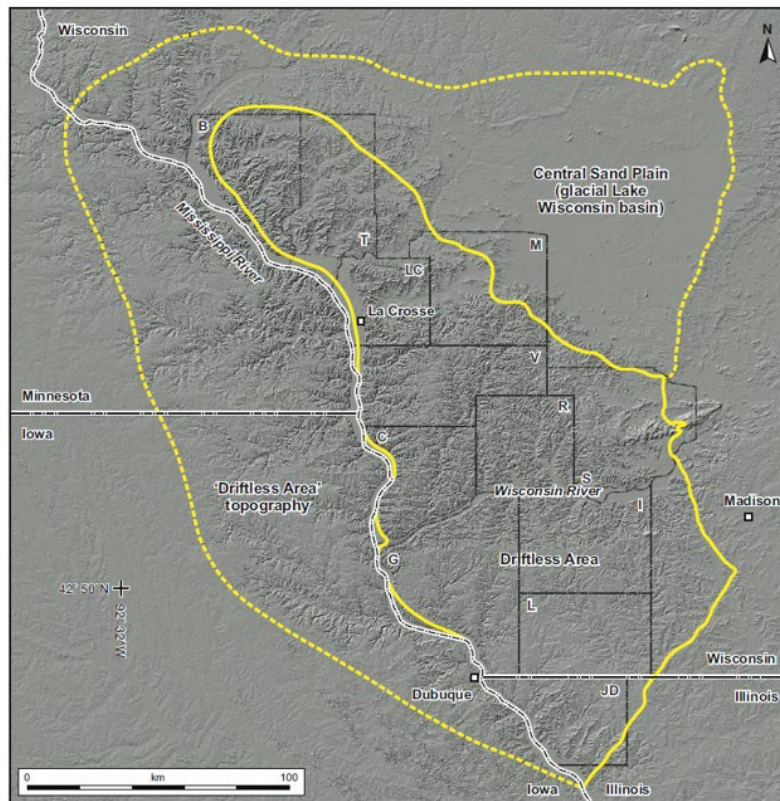 Wisconsin
N
B
Central Sand Plain
(glacial Lake
Wisconsin basin)
Mississippi River
T
M
LC
La Crosse
V
Minnesota
Iowa
R
C
'Driftless Area'
topography
S
Wisconsin River
I
Madison
G
Driftless Area
42° 50'N
92° 32' W
L
Wisconsin
Dubuque
JD
Illinois
0
km
100
Iowa
Illinois